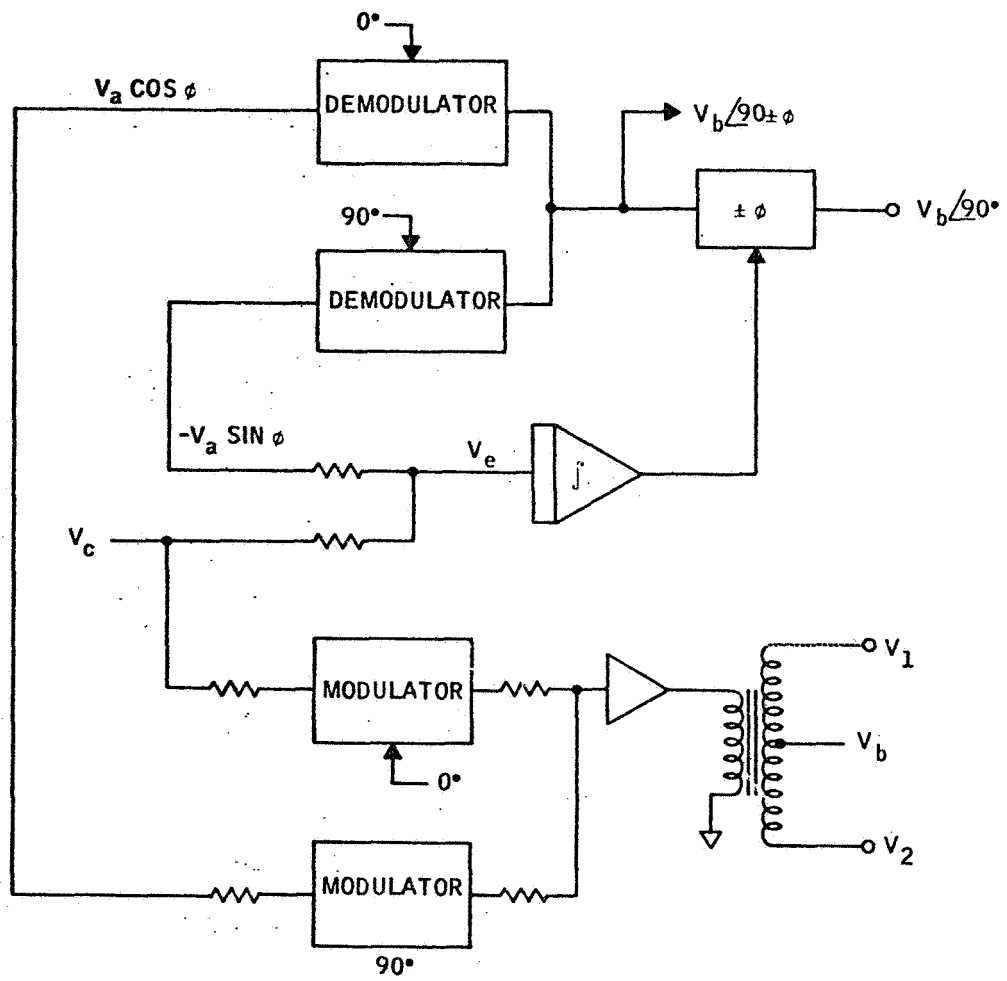 0°
V_a COS ø
DEMODULATOR
V_b/90± ø
90°
± ø
V_b/90°
DEMODULATOR
-V_a SIN ø
V_e
∫
V_c
MODULATOR
V_1
V_b
0°
MODULATOR
V_2
90°